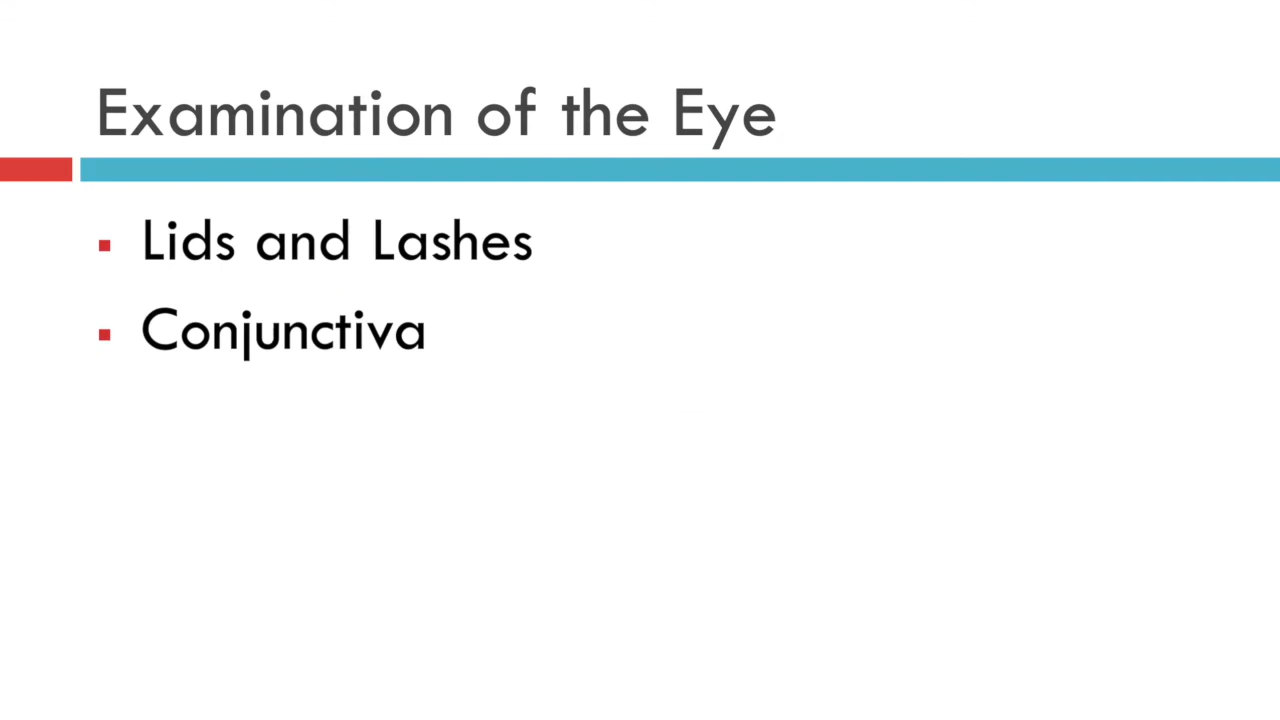 Examination of the Eye
Lids and Lashes
Conjunctiva